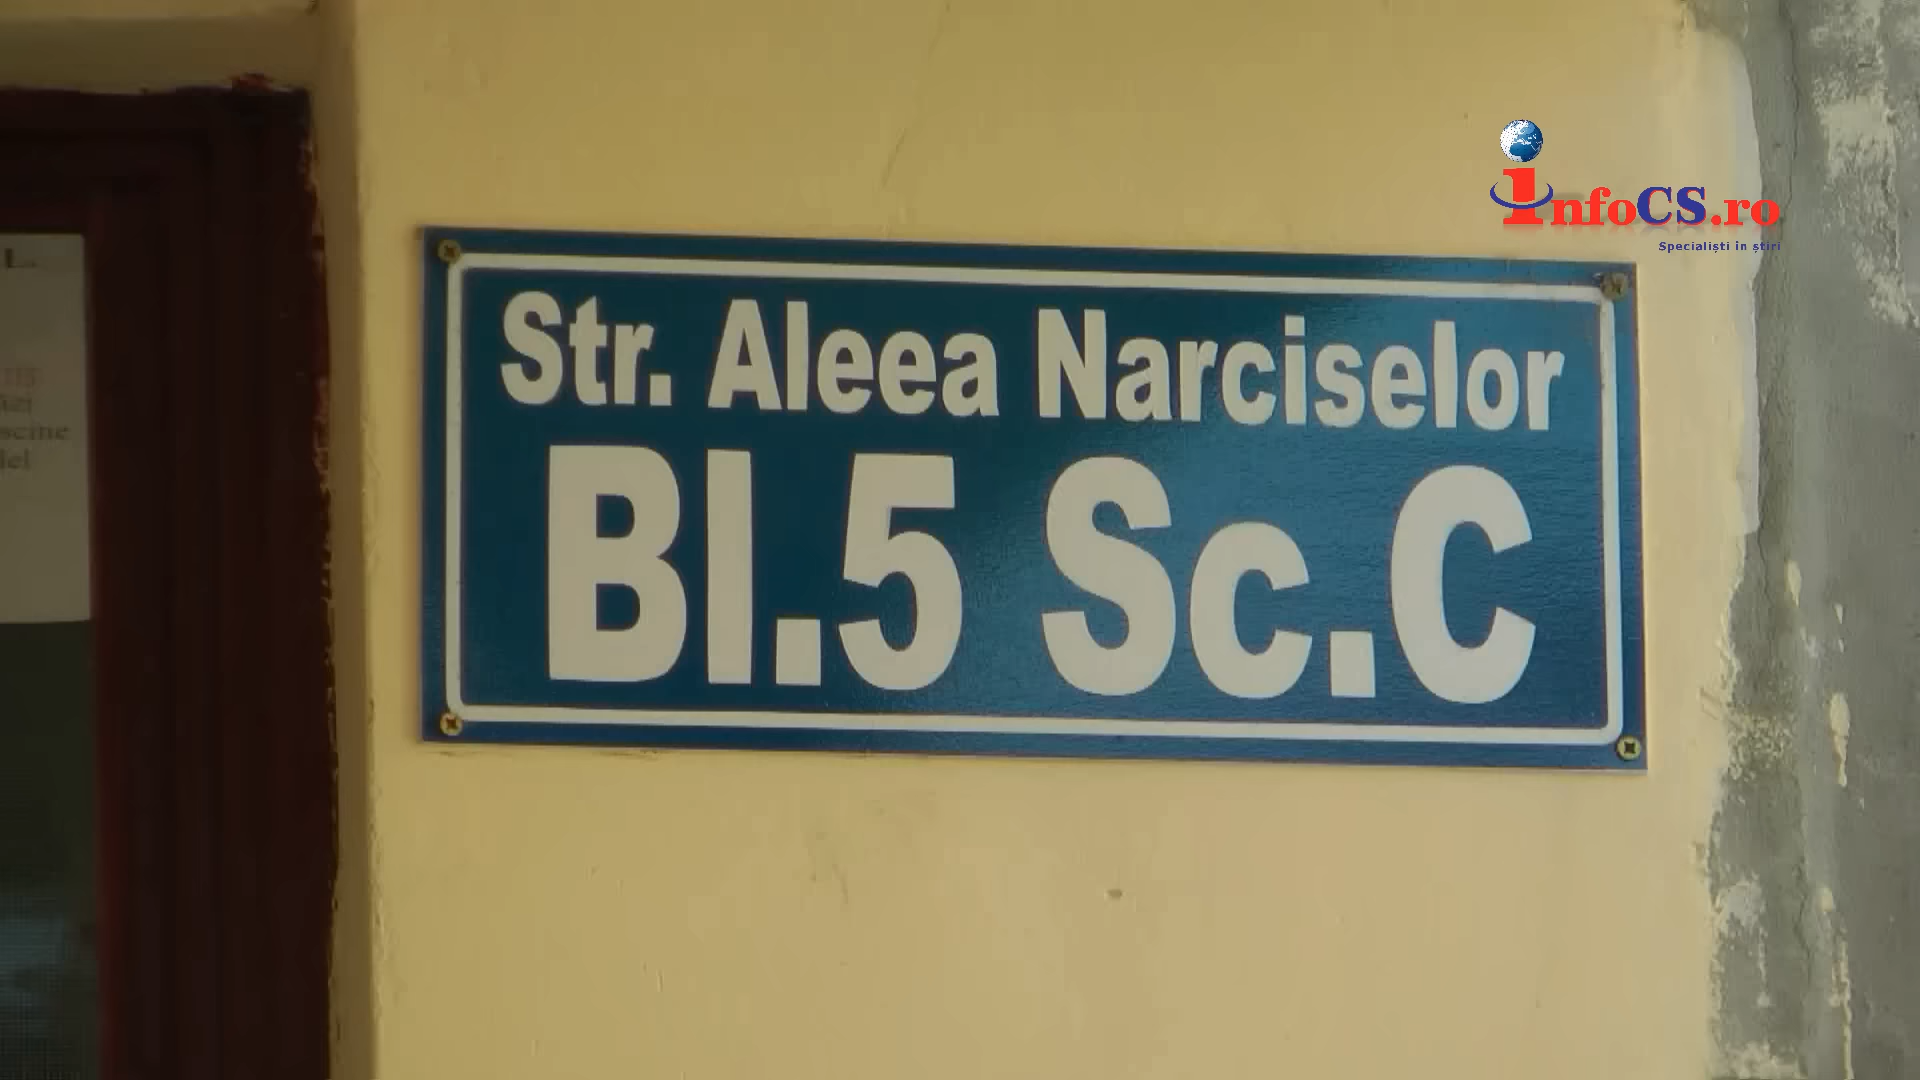 infoCS.ro
Specialiști în știri
Str. Aleea Narciselor
Bl.5 Sc.C